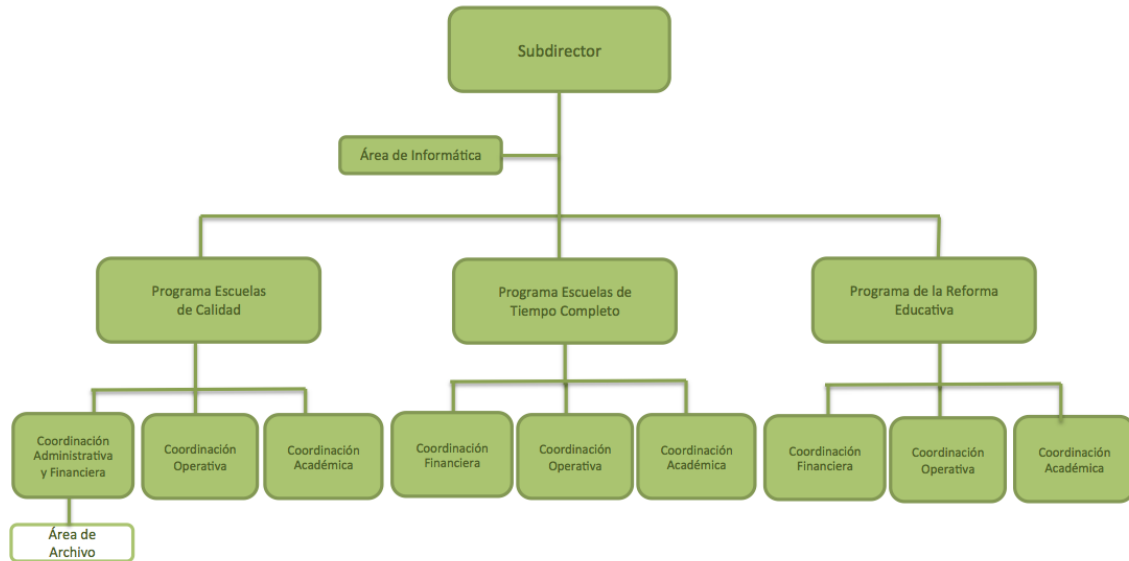 Subdirector
Área de Informática
Programa Escuelas
de Calidad
Programa Escuelas de
Tiempo Completo
Programa de la Reforma
Educativa
Coordinación
Administrativa
y Financiera
Coordinación
Operativa
Coordinación
Académica
Coordinación
Financiera
Coordinación
Operativa
Coordinación
Académica
Coordinación
Financiera
Coordinación
Operativa
Coordinación
Académica
Área de
Archivo